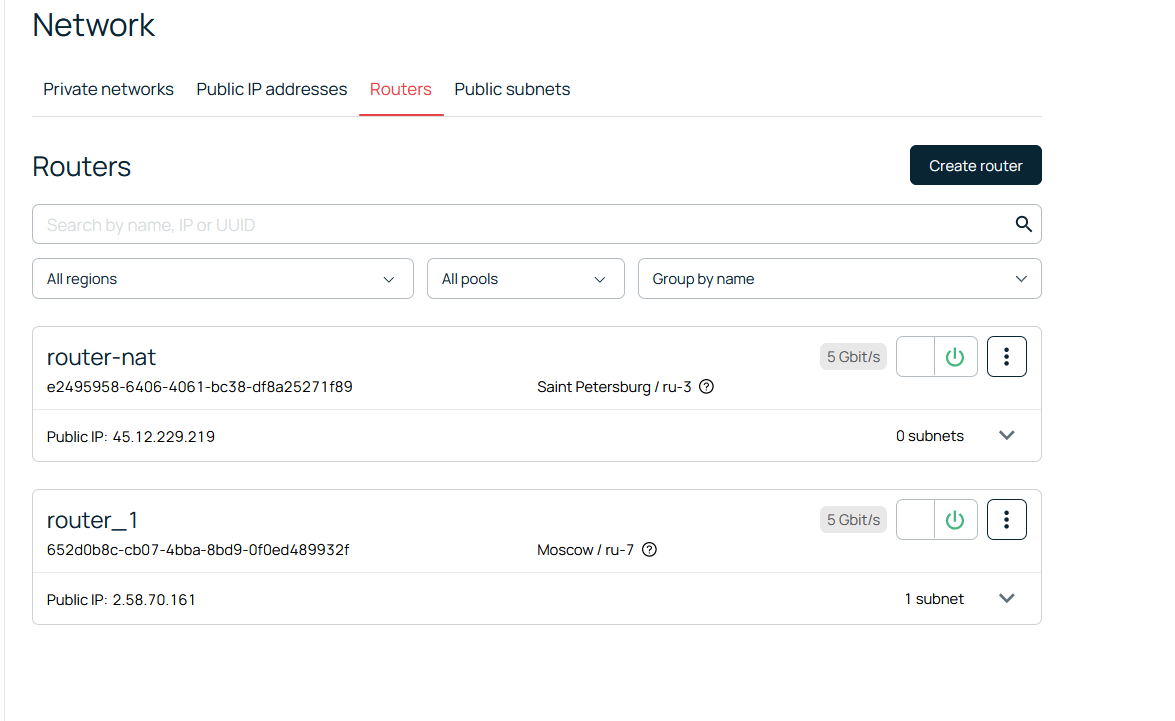 Network
Private networks Public IP addresses Routers Public subnets
Routers
Create router
Search by name, IP or UUID
All regions All pools Group by name
router-nat 5 Gbit/s
e2495958-6406-4061-bc38-df8a25271f89 Saint Petersburg / ru-3
Public IP: 45.12.229.219 0 subnets
router_1 5 Gbit/s
652d0b8c-cb07-4bba-8bd9-0f0ed489932f Moscow / ru-7
Public IP: 2.58.70.161 1 subnet